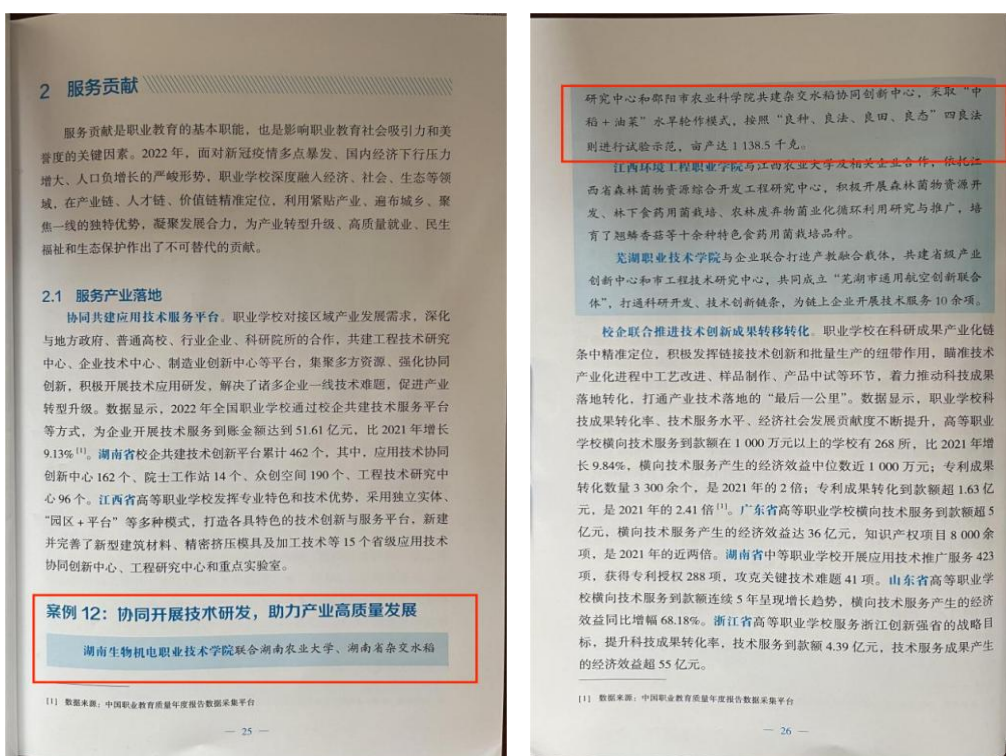 2 服务贡献
服务贡献是职业教育的基本职能，也是影响职业教育社会吸引力和美
誉度的关键因素。2022 年，面对新冠疫情多点暴发、国内经济下行压力
增大、人口负增长的严峻形势，职业学校深度融入经济、社会、生态等领
域，在产业链、人才链、价值链精准定位，利用紧贴产业、遍布城乡、聚
焦一线的独特优势，凝聚发展合力，为产业转型升级、高质量就业、民生
福祉和生态保护作出了不可替代的贡献。
2.1 服务产业落地
协同共建应用技术服务平台。职业学校对接区域产业发展需求，深化
与地方政府、普通高校、行业企业、科研院所的合作，共建工程技术研究
中心、企业技术中心、制造业创新中心等平台，集聚多方资源、强化协同
创新，积极开展技术应用研发，解决了诸多企业一线技术难题，促进产业
转型升级。数据显示，2022 年全国职业学校通过校企共建技术服务平台
等方式，为企业开展技术服务到账金额达到 51.61 亿元，比 2021 年增长
9.13% [1]。湖南省校企共建技术创新平台累计 462 个，其中，应用技术协同
创新中心 162 个、院士工作站 14 个、众创空间 190 个、工程技术研究中
心 96 个。江西省高等职业学校发挥专业特色和技术优势，采用独立实体、
“园区 + 平台”等多种模式，打造各具特色的技术创新与服务平台，新建
并完善了新型建筑材料、精密挤压模具及加工技术等 15 个省级应用技术
协同创新中心、工程研究中心和重点实验室。
案例 12：协同开展技术研发，助力产业高质量发展
湖南生物机电职业技术学院联合湖南农业大学、湖南省杂交水稻
[1] 数据来源：中国职业教育质量年度报告数据采集平台
— 25 —
研究中心和邵阳市农业科学院共建杂交水稻协同创新中心，采取“中
稻 + 油菜”水旱轮作模式，按照“良种、良法、良田、良态”四良法
则进行试验示范，亩产达 1 138.5 千克。
江西环境工程职业学院与江西农业大学及相关企业合作，依托江
西省森林菌物资源综合开发工程研究中心，积极开展森林菌物资源开
发、林下食药用菌栽培、农林废弃物菌业化循环利用研究与推广，培
育了翘鳞香菇等十余种特色食药用菌栽培品种。
芜湖职业技术学院与企业联合打造产教融合载体，共建省级产业
创新中心和市工程技术研究中心，共同成立“芜湖市通用航空创新联合
体”，打通科研开发、技术创新链条，为链上企业开展技术服务 10 余项。
校企联合推进技术创新成果转移转化。职业学校在科研成果产业化链
条中精准定位，积极发挥链接技术创新和批量生产的纽带作用，瞄准技术
产业化进程中工艺改进、样品制作、产品中试等环节，着力推动科技成果
落地转化，打通产业技术落地的“最后一公里”。数据显示，职业学校科
技成果转化率、技术服务水平、经济社会发展贡献度不断提升，高等职业
学校横向技术服务到款额在 1 000 万元以上的学校有 268 所，比 2021 年增
长 9.84%，横向技术服务产生的经济效益中位数近 1 000 万元；专利成果
转化数量 3 300 余个，是 2021 年的 2 倍；专利成果转化到款额超 1.63 亿
元，是 2021 年的 2.41 倍 [1]。广东省高等职业学校横向技术服务到款额超 5
亿元，横向技术服务产生的经济效益达 36 亿元，知识产权项目 8 000 余
项，是 2021 年的近两倍。湖南省中等职业学校开展应用技术推广服务 423
项，获得专利授权 288 项，攻克关键技术难题 41 项。山东省高等职业学
校横向技术服务到款额连续 5 年呈现增长趋势，横向技术服务产生的经济
效益同比增幅 68.18%。浙江省高等职业学校服务浙江创新强省的战略目
标，提升科技成果转化率，技术服务到款额 4.39 亿元，技术服务成果产生
的经济效益超 55 亿元。
[1] 数据来源：中国职业教育质量年度报告数据采集平台
— 26 —